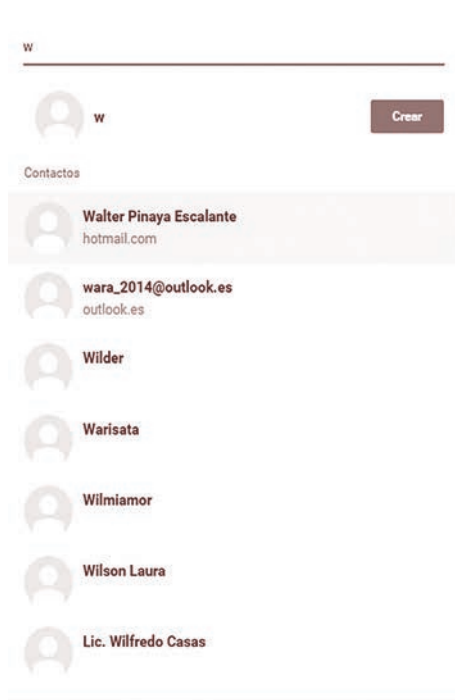 w
w
Crear
Contactos
Walter Pinaya Escalante
hotmail.com
wara_2014@outlook.es
outlook.es
Wilder
Warisata
Wilmiamor
Wilson Laura
Lic. Wilfredo Casas